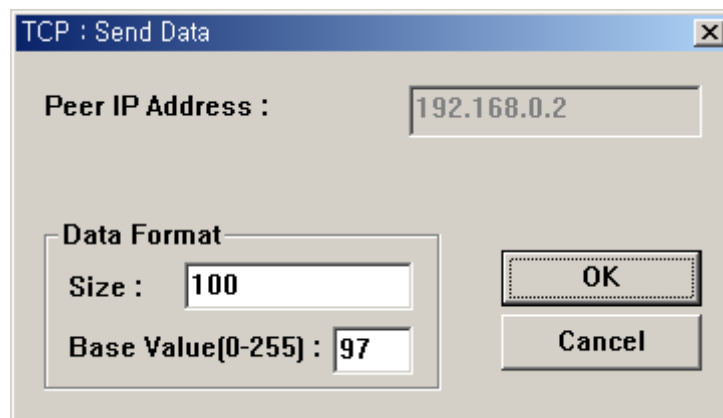 TCP : Send Data
Peer IP Address : 192.168.0.2
Data Format
Size : 100
OK
Base Value(0-255) : 97
Cancel